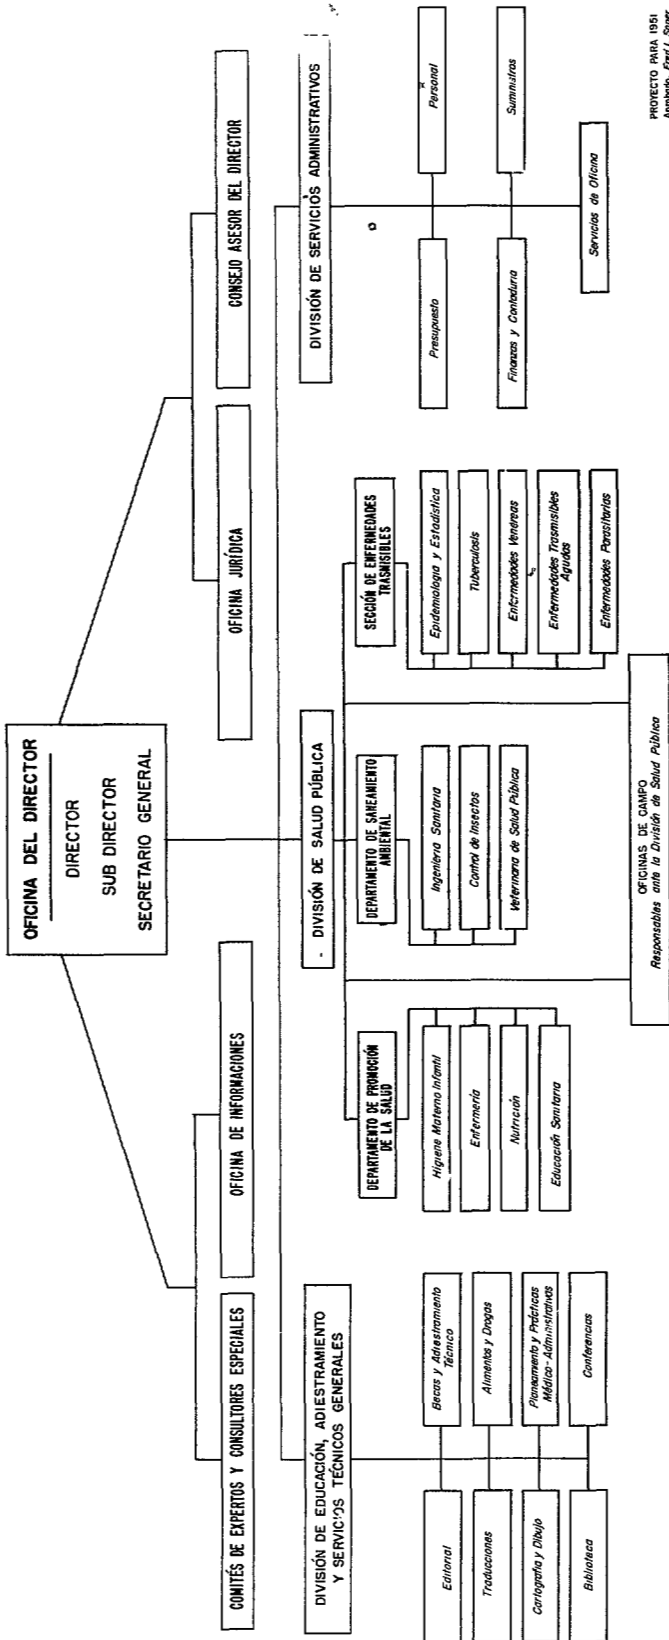 OFICINA DEL DIRECTOR
DIRECTOR
SUB DIRECTOR
SECRETARIO GENERAL
COMITÉS DE EXPERTOS Y CONSULTORES ESPECIALES
OFICINA DE INFORMACIONES
OFICINA JURÍDICA
CONSEJO ASESOR DEL DIRECTOR
DIVISIÓN DE EDUCACIÓN, ADIESTRAMIENTO
Y SERVICIOS TÉCNICOS GENERALES
DIVISIÓN DE SALUD PÚBLICA
DIVISIÓN DE SERVICIOS ADMINISTRATIVOS
Editorial
Becas y Adiestramiento
Técnico
Traducciones
Alimentos y Drogas
Cartografia y Dibujo
Planeamiento y Prácticas
Médico-Administrativas
Biblioteca
Conferencias
DEPARTAMENTO DE PROMOCIÓN
DE LA SALUD
Higiene Materno Infantil
Enfermería
Nutrición
Educación Sanitaria
DEPARTAMENTO DE SANEAMIENTO
AMBIENTAL
Ingeniería Sanitaria
Control de Insectos
Veterinaria de Salud Pública
SECCIÓN DE ENFERMEDADES
TRASMISIBLES
Epidemiología y Estadística
Tuberculosis
Enfermedades Venéreas
Enfermedades Trasmisibles
Agudas
Enfermedades Parasitarias
OFICINAS DE CAMPO
Responsables ante la División de Salud Pública
Presupuesto
Personal
Finanzas y Contaduría
Suministros
Servicios de Oficina
PROYECTO PARA 1951
Aprobado Fred L. Soper